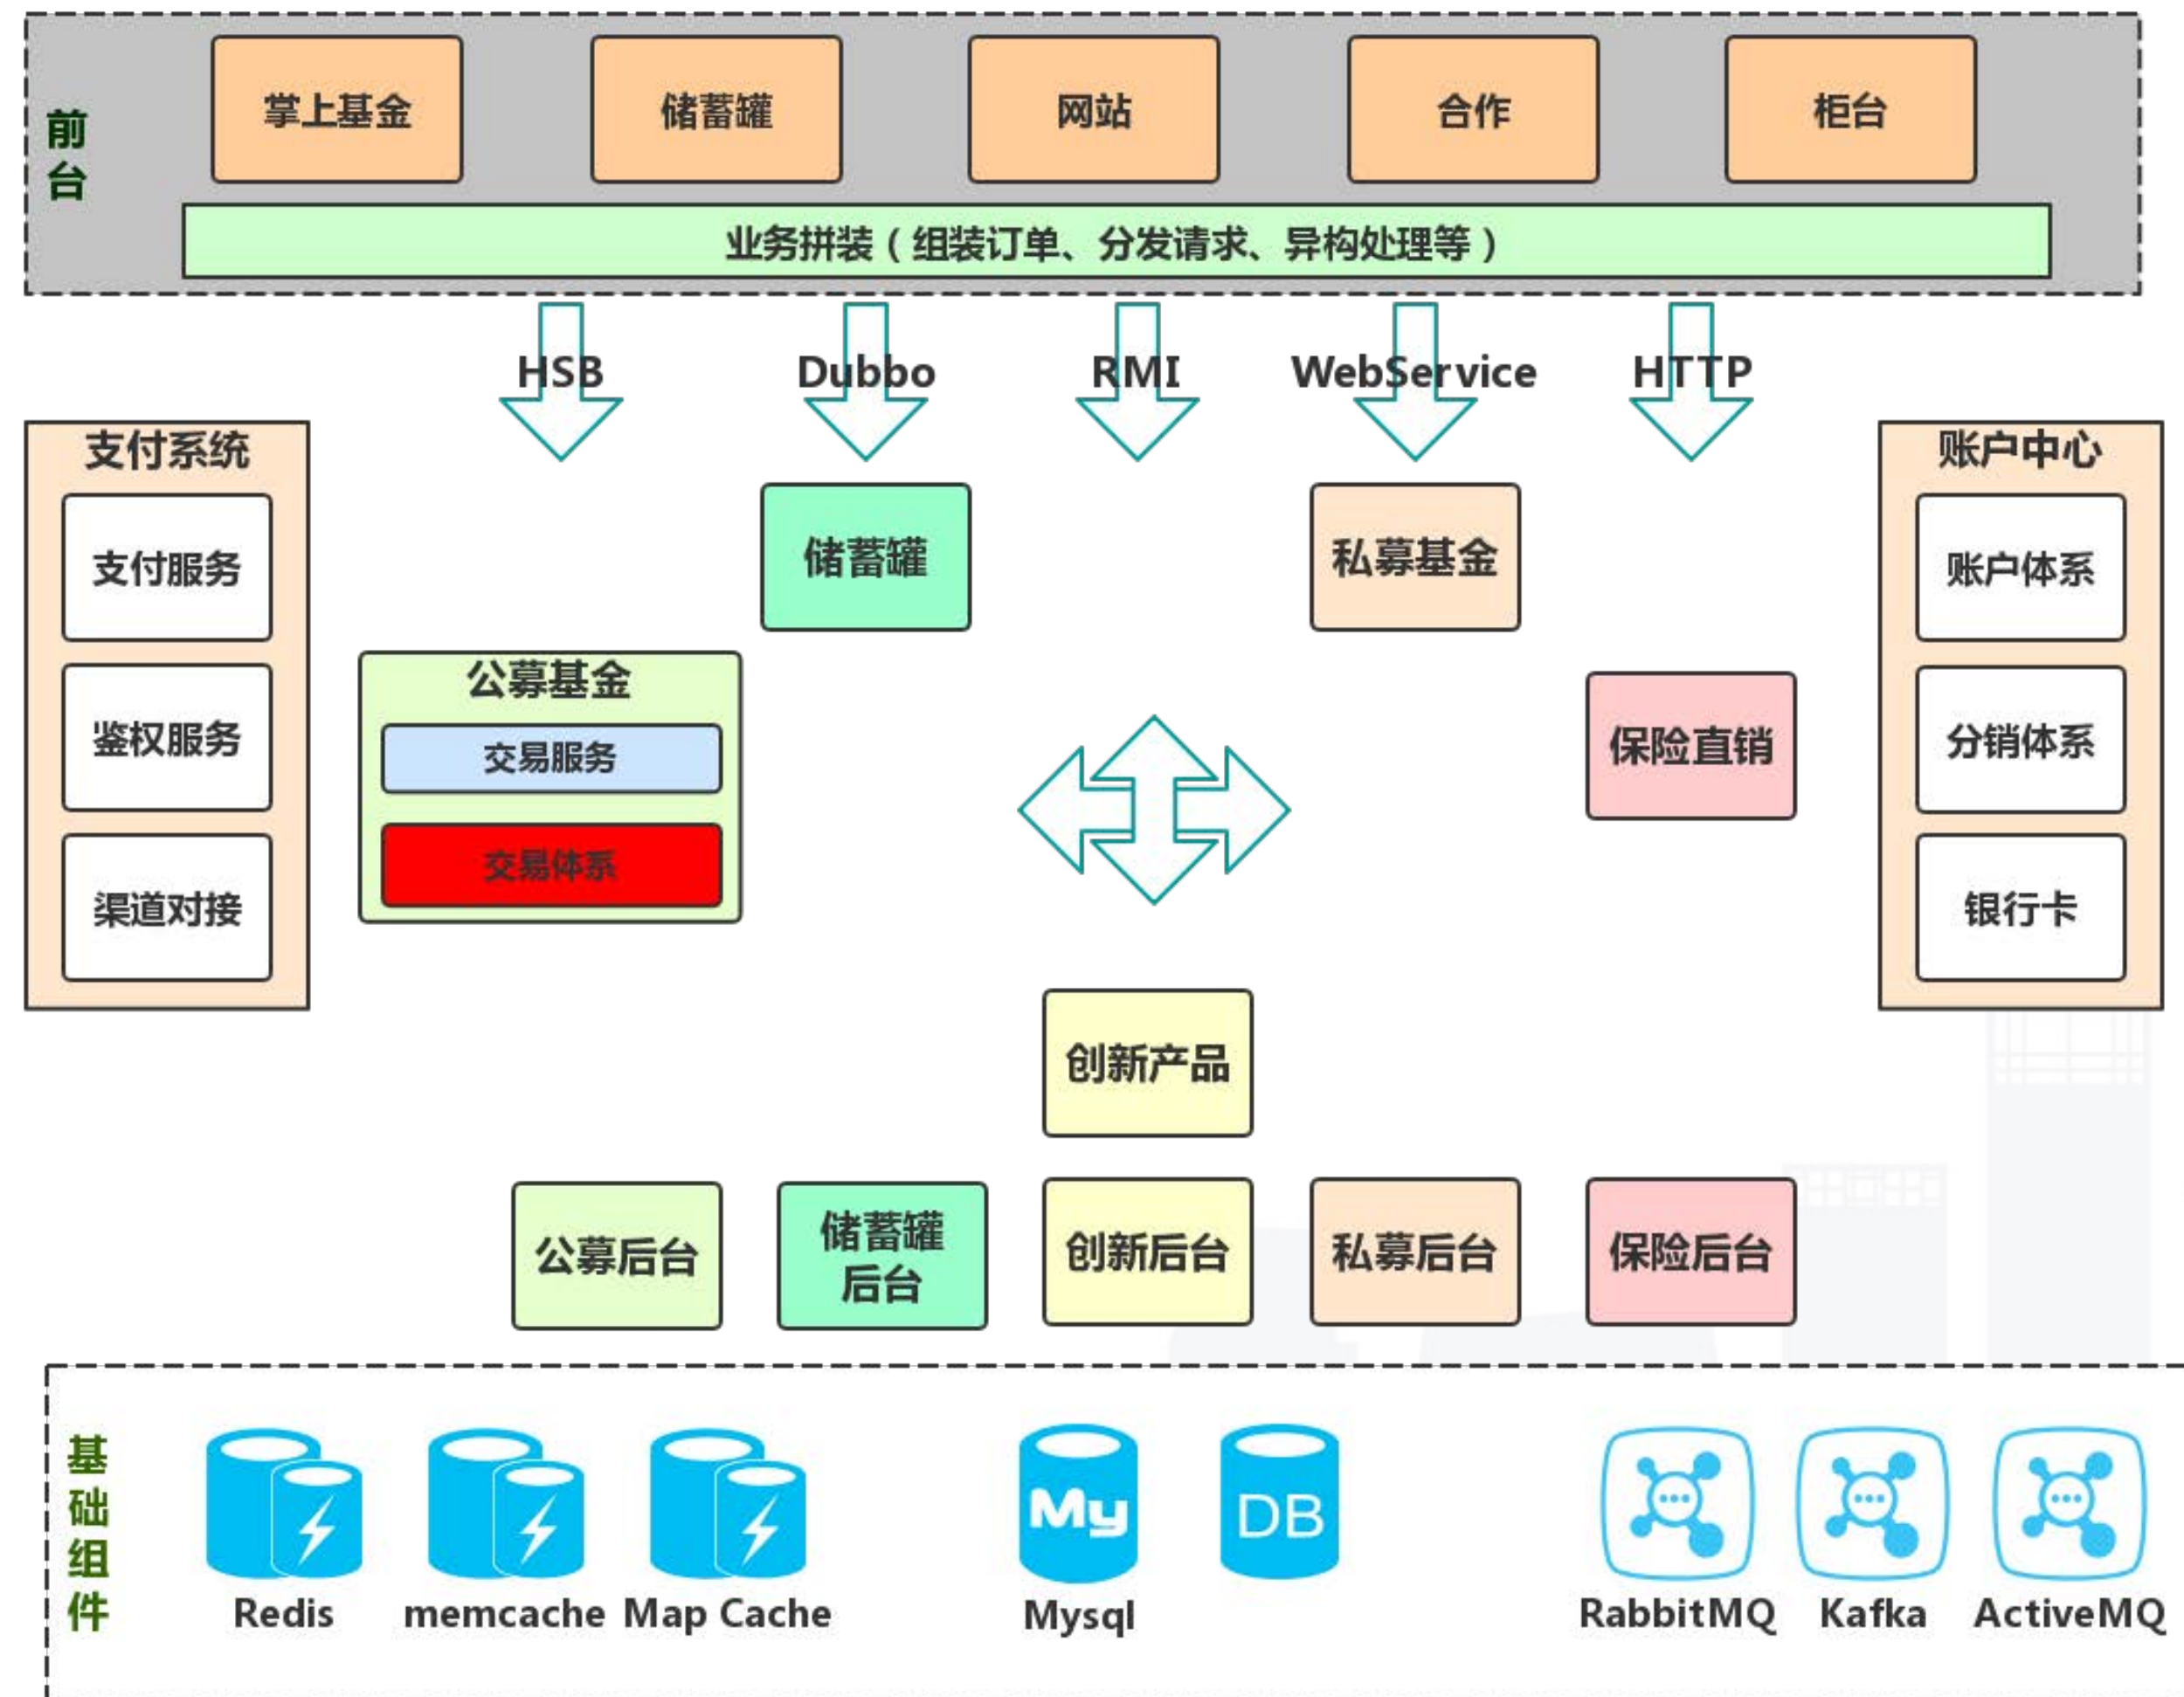 前
台
掌上基金
储蓄罐
网站
合作
柜台
业务拼装（组装订单、分发请求、异构处理等）
HSB
Dubbo
RMI
WebService
HTTP
支付系统
支付服务
鉴权服务
渠道对接
储蓄罐
私募基金
公募基金
交易服务
交易体系
保险直销
账户中心
账户体系
分销体系
银行卡
创新产品
公募后台
储蓄罐
后台
创新后台
私募后台
保险后台
基
础
组
件
Redis
memcache
Map Cache
My
Mysql
DB
RabbitMQ
Kafka
ActiveMQ